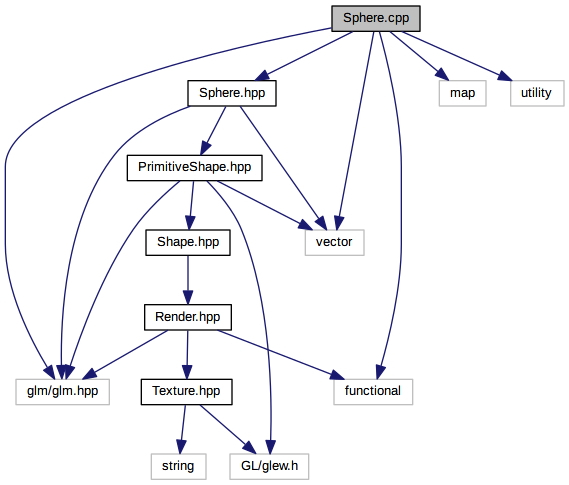 Sphere.cpp
Sphere.hpp
map
utility
PrimitiveShape.hpp
Shape.hpp
vector
Render.hpp
glm/glm.hpp
Texture.hpp
functional
string
GL/glew.h